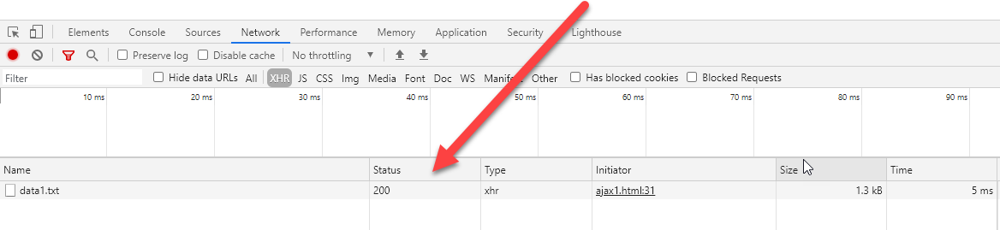 Elements Console Sources Network Performance Memory Application Security Lighthouse
Preserve log Disable cache No throttling
Filter Hide data URLs All XHR JS CSS Img Media Font Doc WS Manifest Other Has blocked cookies Blocked Requests
10 ms 20 ms 30 ms 40 ms 50 ms 60 ms 70 ms 80 ms 90 ms
Name Status Type Initiator Size Time
data1.txt 200 xhr ajax1.html:31 1.3 kB 5 ms